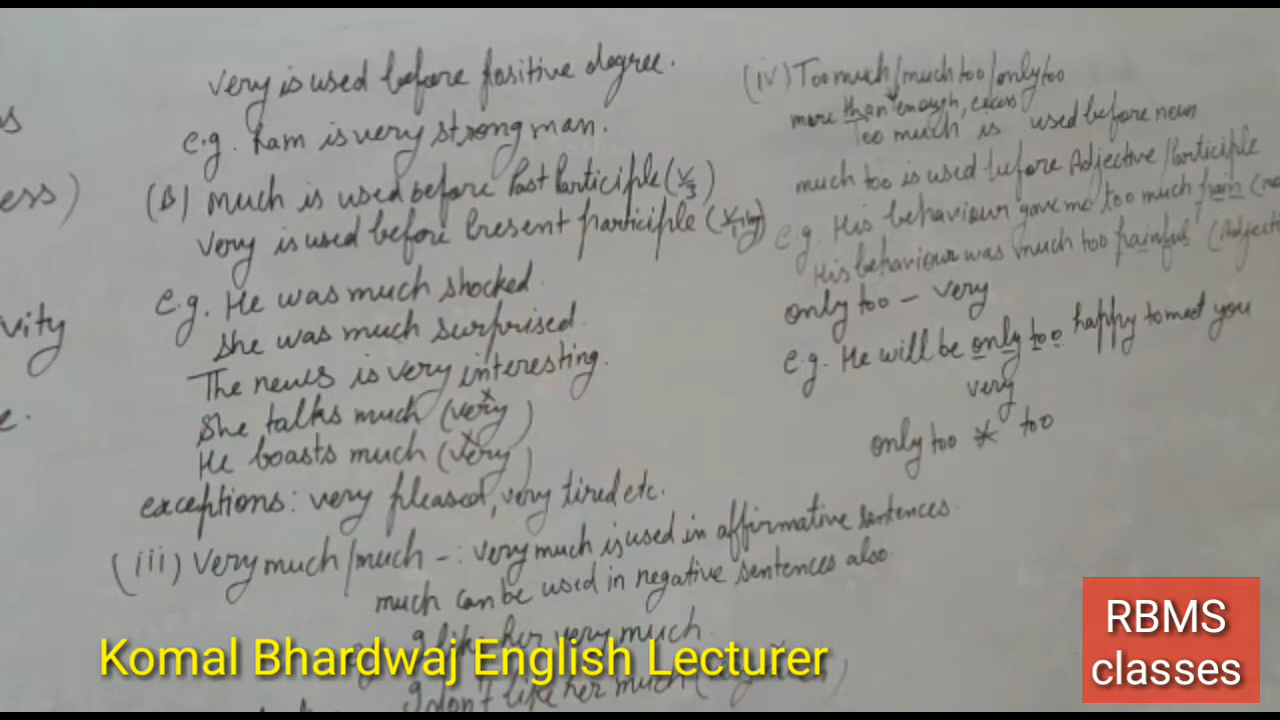 very is used before positive degree.
e.g. Ram is very strong man.
(B) Much is used before Past Participle (V3)
very is used before Present participle (V1+ing)
e.g. He was much shocked.
She was much surprised.
The news is very interesting.
She talks much (very)
He boasts much (very)
exceptions: very pleased, very tired etc.
(iii) Very much/much -: very much is used in affirmative sentences
much can be used in negative sentences also.
I like her very much.
I don't like her much
ess)
vity
e.
(iv) Too much/much too/only too
more than enough, excess
Too much is used before noun
much too is used before Adjective/Participle
e.g. His behaviour gave me too much pain
His behaviour was much too painful (Adject
only too – very
e.g. He will be only too happy to meet you
very
only too * too
Komal Bhardwaj English Lecturer
RBMS
classes